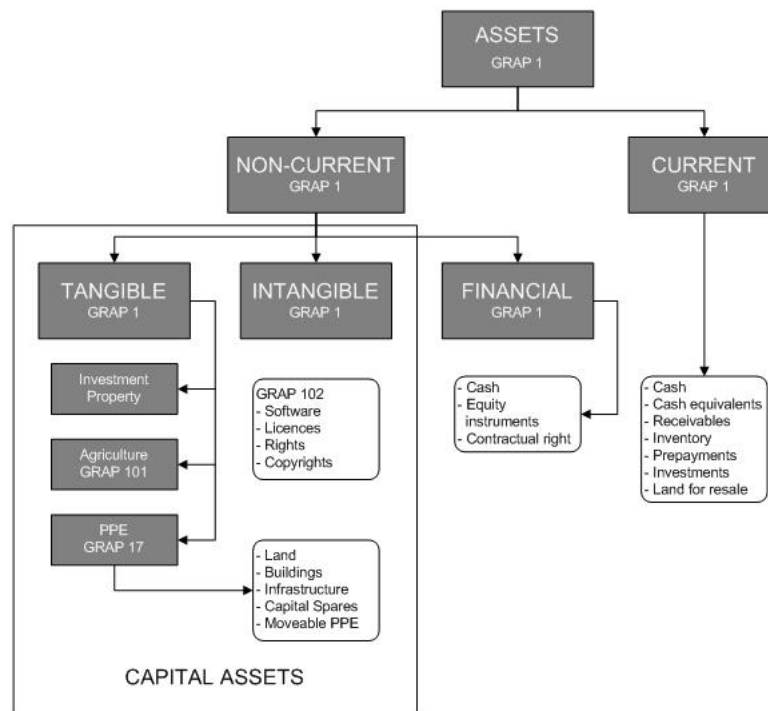 ASSETS
GRAP 1
NON-CURRENT
GRAP 1
CURRENT
GRAP 1
TANGIBLE
GRAP 1
INTANGIBLE
GRAP 1
FINANCIAL
GRAP 1
Investment
Property
Agriculture
GRAP 101
PPE
GRAP 17
GRAP 102
- Software
- Licences
- Rights
- Copyrights
- Cash
- Equity
instruments
- Contractual right
- Cash
- Cash equivalents
- Receivables
- Inventory
- Prepayments
- Investments
- Land for resale
- Land
- Buildings
- Infrastructure
- Capital Spares
- Moveable PPE
CAPITAL ASSETS